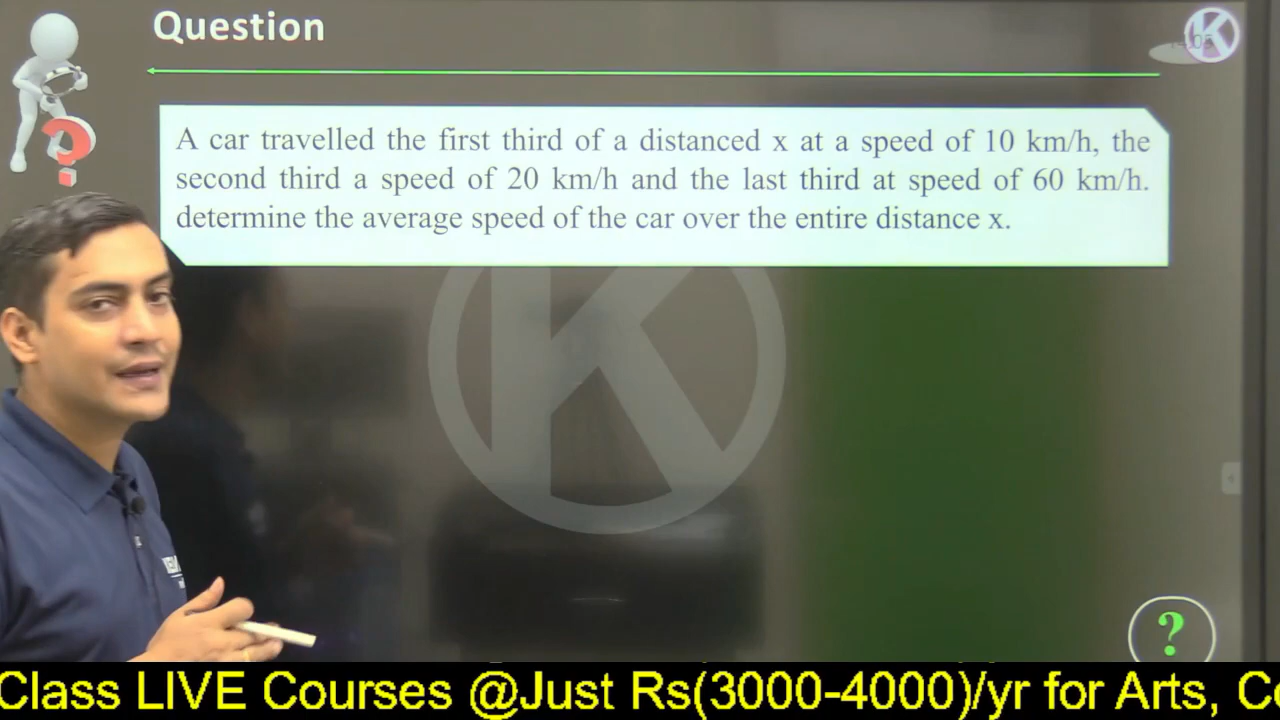 Question
A car travelled the first third of a distanced x at a speed of 10 km/h, the
second third a speed of 20 km/h and the last third at speed of 60 km/h.
determine the average speed of the car over the entire distance x.
K
K
?
Class LIVE Courses @Just Rs(3000-4000)/yr for Arts,